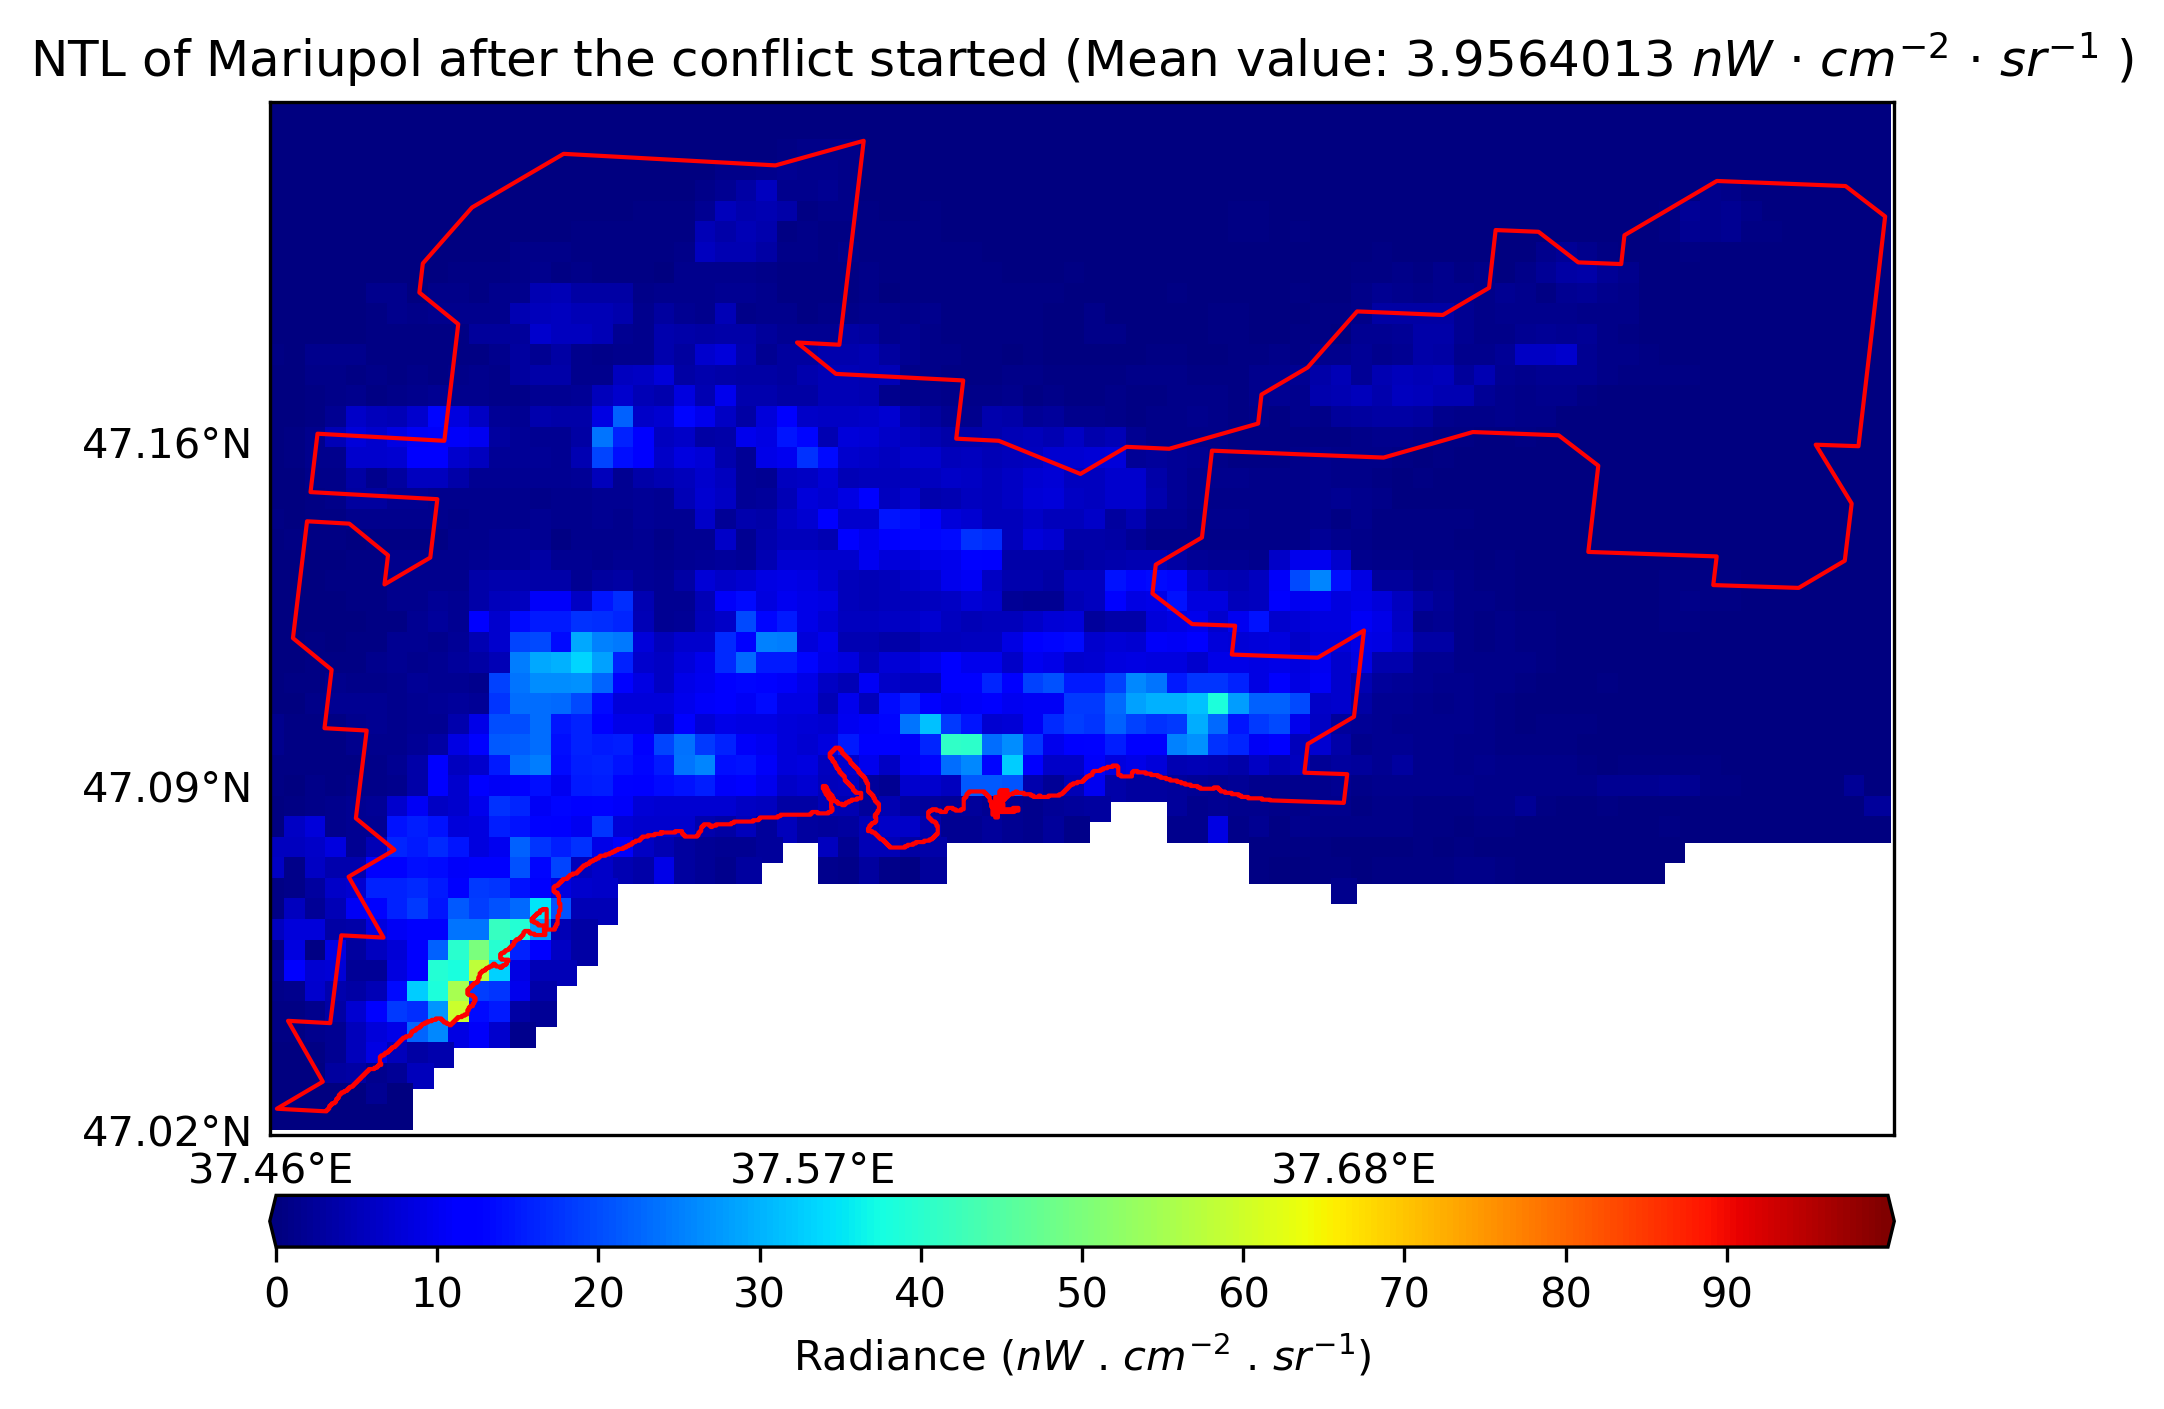 NTL of Mariupol after the conflict started (Mean value: 3.9564013 nW · cm⁻² · sr⁻¹ )
47.16°N
47.09°N
47.02°N
37.46°E 37.57°E 37.68°E
0 10 20 30 40 50 60 70 80 90
Radiance (nW . cm⁻² . sr⁻¹)